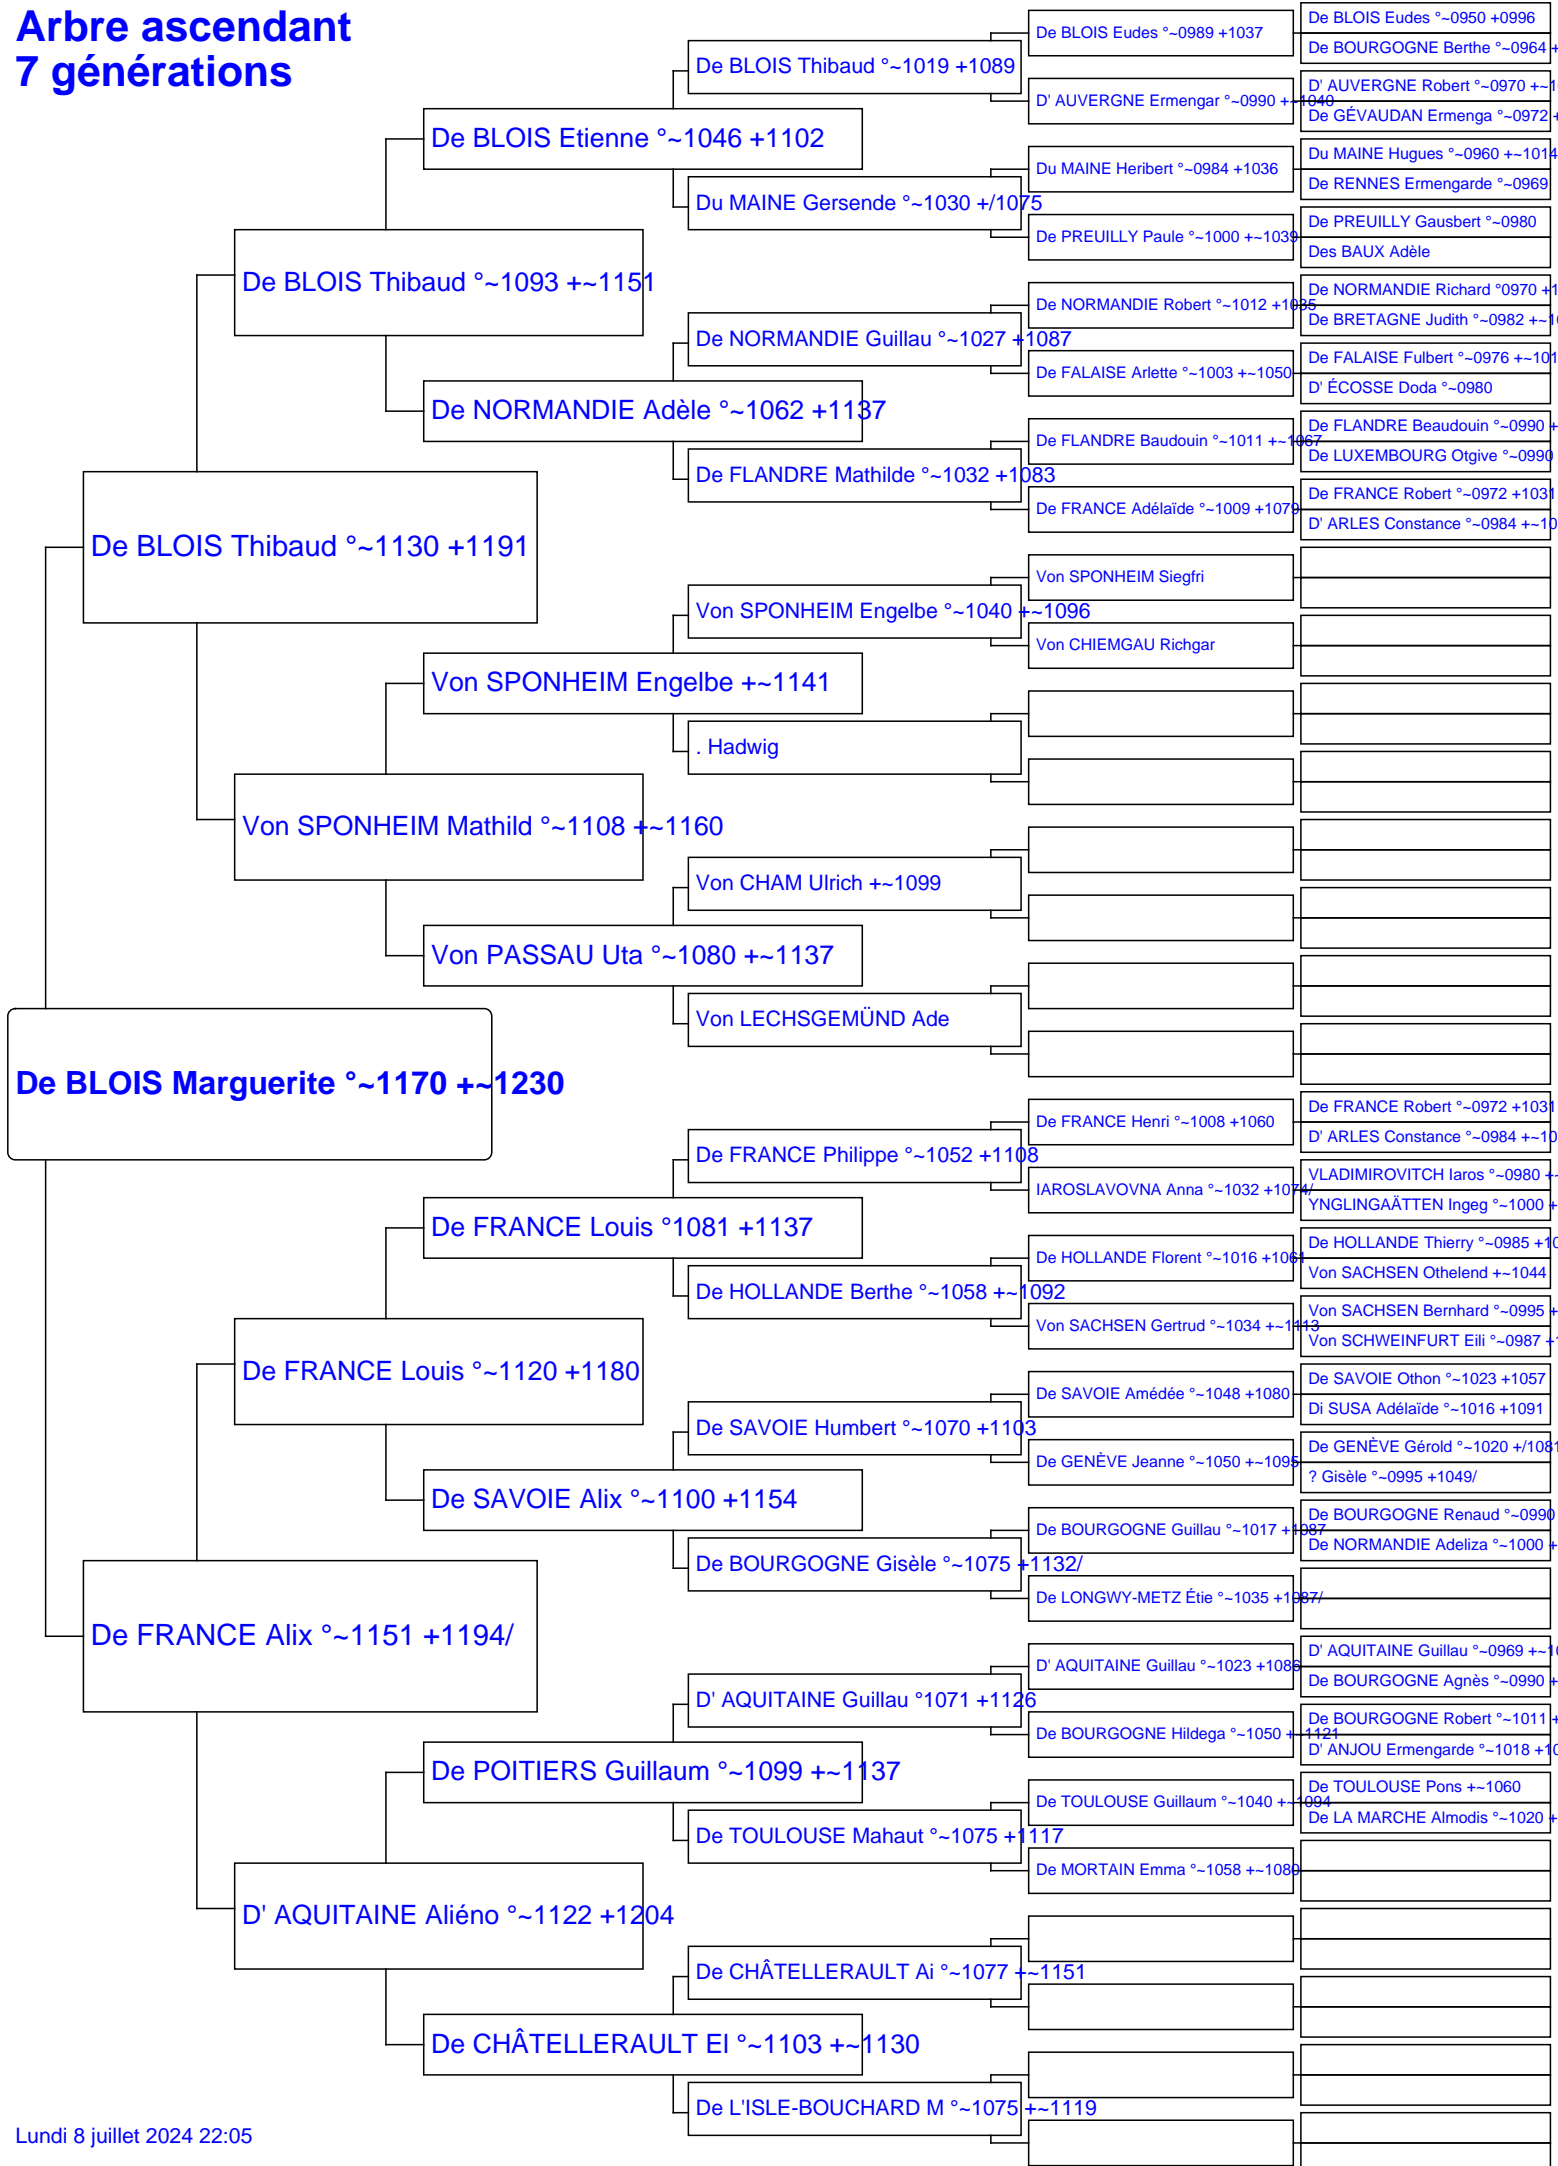 Arbre ascendant
7 générations
De BLOIS Marguerite °~1170 +~1230
De BLOIS Thibaud °~1130 +1191
De FRANCE Alix °~1151 +1194/
De BLOIS Thibaud °~1093 +~1151
Von SPONHEIM Mathild °~1108 +~1160
De FRANCE Louis °~1120 +1180
D' AQUITAINE Aliéno °~1122 +1204
De BLOIS Etienne °~1046 +1102
De NORMANDIE Adèle °~1062 +1137
Von SPONHEIM Engelbe +~1141
Von PASSAU Uta °~1080 +~1137
De FRANCE Louis °1081 +1137
De SAVOIE Alix °~1100 +1154
De POITIERS Guillaum °~1099 +~1137
De CHÂTELLERAULT El °~1103 +~1130
De BLOIS Thibaud °~1019 +1089
Du MAINE Gersende °~1030 +/1075
De NORMANDIE Guillau °~1027 +1087
De FLANDRE Mathilde °~1032 +1083
Von SPONHEIM Engelbe °~1040 +~1096
. Hadwig
Von CHAM Ulrich +~1099
Von LECHSGEMÜND Ade
De FRANCE Philippe °~1052 +1108
De HOLLANDE Berthe °~1058 +~1092
De SAVOIE Humbert °~1070 +1103
De BOURGOGNE Gisèle °~1075 +1132/
D' AQUITAINE Guillau °1071 +1126
De TOULOUSE Mahaut °~1075 +1117
De CHÂTELLERAULT Ai °~1077 +~1151
De L'ISLE-BOUCHARD M °~1075 +~1119
De BLOIS Eudes °~0989 +1037
D' AUVERGNE Ermengar °~0990 +~1040
Du MAINE Heribert °~0984 +1036
De PREUILLY Paule °~1000 +~1039
De NORMANDIE Robert °~1012 +1035
De FALAISE Arlette °~1003 +~1050
De FLANDRE Baudouin °~1011 +~1067
De FRANCE Adélaïde °~1009 +1079
Von SPONHEIM Siegfri
Von CHIEMGAU Richgar
De FRANCE Henri °~1008 +1060
IAROSLAVOVNA Anna °~1032 +1074/
De HOLLANDE Florent °~1016 +1061
Von SACHSEN Gertrud °~1034 +~1113
De SAVOIE Amédée °~1048 +1080
De GENÈVE Jeanne °~1050 +~1095
De BOURGOGNE Guillau °~1017 +1087
De LONGWY-METZ Étie °~1035 +1087/
D' AQUITAINE Guillau °~1023 +1086
De BOURGOGNE Hildega °~1050 +~1121
De TOULOUSE Guillaum °~1040 +~1094
De MORTAIN Emma °~1058 +~1080
De BLOIS Eudes °~0950 +0996
De BOURGOGNE Berthe °~0964 +
D' AUVERGNE Robert °~0970 +~1
De GÉVAUDAN Ermenga °~0972 +
Du MAINE Hugues °~0960 +~1014
De RENNES Ermengarde °~0969
De PREUILLY Gausbert °~0980
Des BAUX Adèle
De NORMANDIE Richard °0970 +1
De BRETAGNE Judith °~0982 +~1
De FALAISE Fulbert °~0976 +~101
D' ÉCOSSE Doda °~0980
De FLANDRE Beaudouin °~0990 +
De LUXEMBOURG Otgive °~0990
De FRANCE Robert °~0972 +1031
D' ARLES Constance °~0984 +~10
De FRANCE Robert °~0972 +1031
D' ARLES Constance °~0984 +~10
VLADIMIROVITCH Iaros °~0980 +~
YNGLINGAÄTTEN Ingeg °~1000 +
De HOLLANDE Thierry °~0985 +10
Von SACHSEN Othelend +~1044
Von SACHSEN Bernhard °~0995 +
Von SCHWEINFURT Eili °~0987 +1
De SAVOIE Othon °~1023 +1057
Di SUSA Adélaïde °~1016 +1091
De GENÈVE Gérold °~1020 +/1081
? Gisèle °~0995 +1049/
De BOURGOGNE Renaud °~0990
De NORMANDIE Adeliza °~1000 +
D' AQUITAINE Guillau °~0969 +~10
De BOURGOGNE Agnès °~0990 +
De BOURGOGNE Robert °~1011 +
D' ANJOU Ermengarde °~1018 +10
De TOULOUSE Pons +~1060
De LA MARCHE Almodis °~1020 +
Lundi 8 juillet 2024 22:05